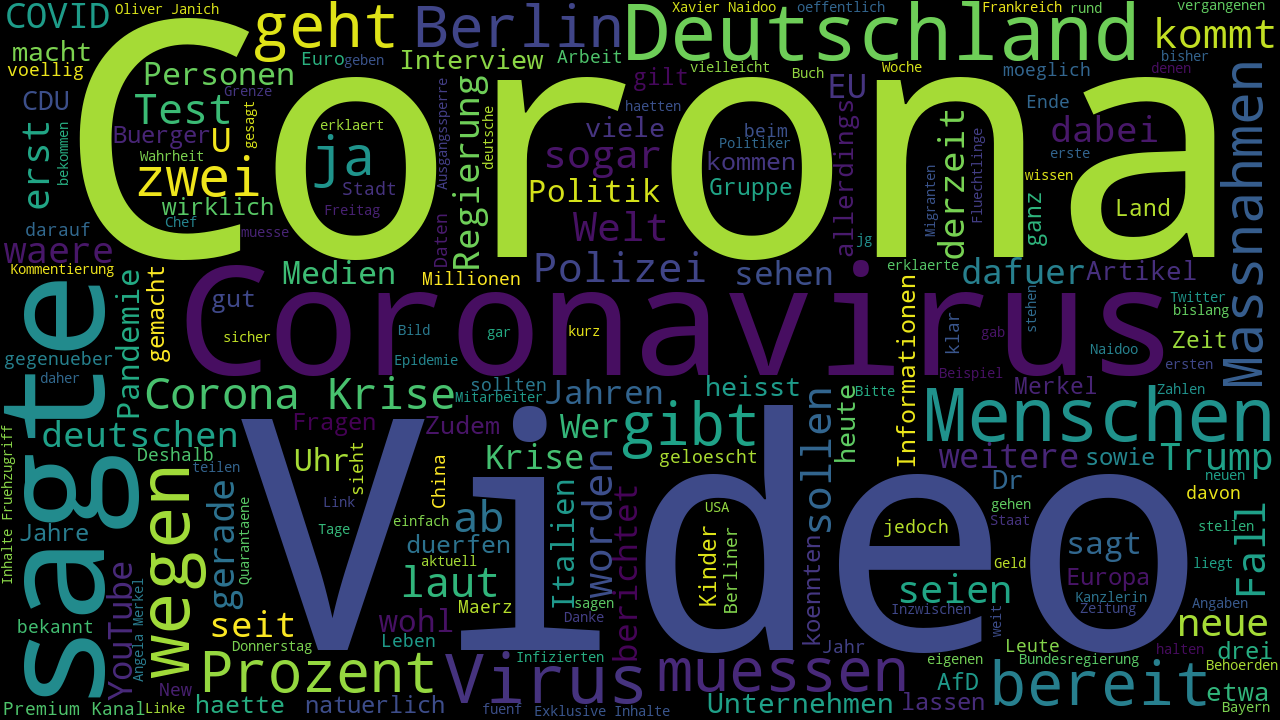 COVID
Oliver Janich
geht
Berlin
Deutschland
Xavier Naidoo
oeffentlich
Frankreich
rund
vergangenen
kommt
macht
voellig
Personen
Euro
geben
Interview
Arbeit
gilt
vielleicht
Buch
Woche
moeglich
bisher
denen
CDU
Test
Grenze
EU
Ende
Corona
erst
bekommen
Buerger
U
gesagt
erklaert
ja
Ausgangssperre
Regierung
deutsche
haetten
viele
beim
Politiker
allerdings
derzeit
dabei
erste
Massnahmen
Wahrheit
zwei
Stadt
sogar
kommen
Politik
Gruppe
Migranten
Fluechtlinge
wissen
wirklich
Freitag
Land
darauf
Chef
muesse
Daten
Welt
jg
ganz
waere
Kommentierung
Medien
Millionen
Polizei
sehen
erklaerte
dafuer
Artikel
Pandemie
gemacht
gut
Coronavirus
Informationen
stehen
Twitter
bislang
sagte
sicher
Bild
gar
kurz
klar
gab
Zeit
gegenueber
Epidemie
Naidoo
ersten
daher
Beispiel
Corona Krise
Mitarbeiter
sollten
Jahren
heisst
Bitte
Merkel
Zahlen
Fragen
Zudem
Video
Wer
gibt
sollen
heute
Menschen
deutschen
Deshalb
teilen
Uhr
sieht
China
Krise
geloescht
weitere
sowie
Trump
neuen
Inhalte Fruehzugriff
wegen
gerade
Link
Dr
davon
Quarantaene
einfach
ab
Italien
worden
berichtet
USA
gehen
Staat
stellen
Jahre
Tage
duerfen
jedoch
sagt
Fall
aktuell
Kinder
Berliner
koennten
Geld
liegt
YouTube
Angela Merkel
laut
seien
Europa
Kanzlerin
Maerz
sagen
Inzwischen
Zeitung
Angaben
bekannt
seit
wohl
Danke
weit
neue
Donnerstag
Leben
Jahr
Leute
halten
drei
Prozent
Infizierten
eigenen
Bundesregierung
Behoerden
New
Virus
muessen
AfD
bereit
etwa
Premium Kanal
Linke
haette
natuerlich
fuenf
Exklusive Inhalte
Unternehmen
lassen
Bayern